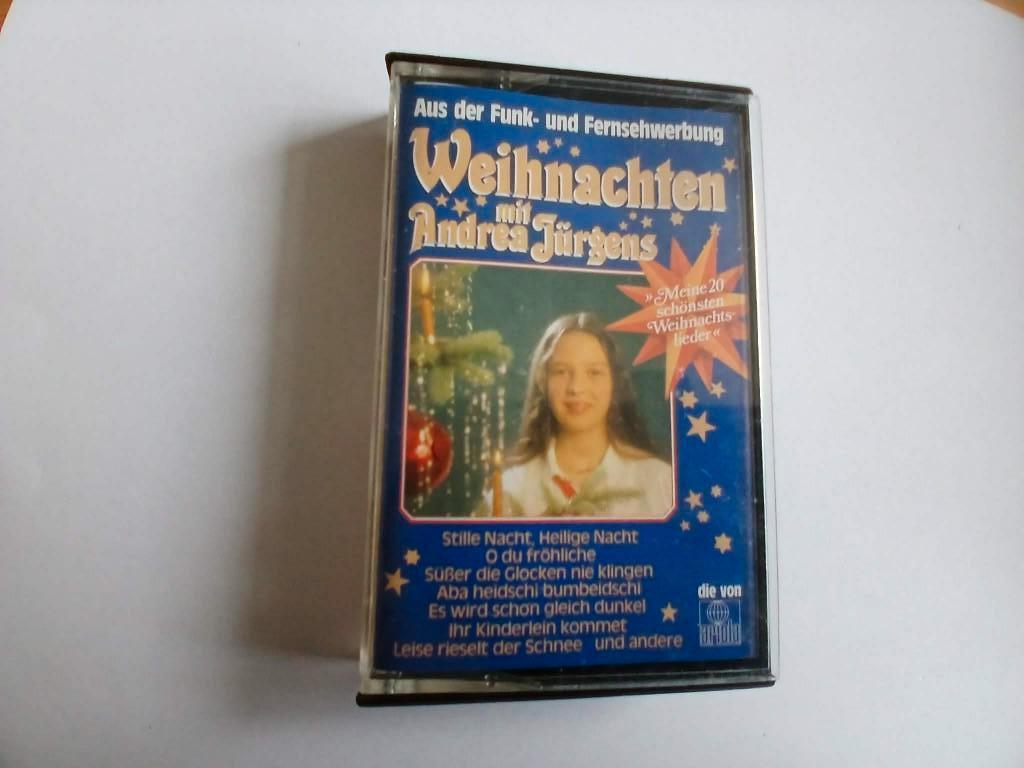 Aus der Funk- und Fernsehwerbung
Weihnachten
mit
Andrea Jürgens
»Meine 20
schönsten
Weihnachts-
lieder«
Stille Nacht, Heilige Nacht
O du fröhliche
Süßer die Glocken nie klingen
Aba heidschi bumbeidschi
Es wird schon gleich dunkel
Ihr Kinderlein kommet
Leise rieselt der Schnee und andere
die von
ariola